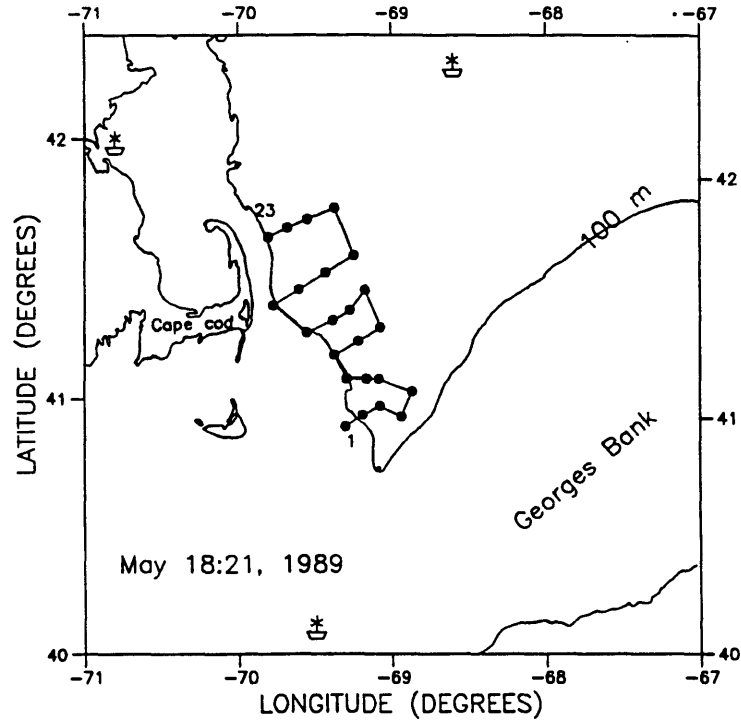 -71 -70 -69 -68 -67
42
42
23
100 m
Cape cod
41
41
1
Georges Bank
LATITUDE (DEGREES)
May 18:21, 1989
40
40
-71 -70 -69 -68 -67
LONGITUDE (DEGREES)